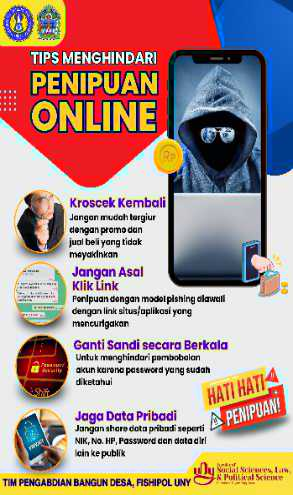 TIPS MENGHINDARI
PENIPUAN
ONLINE
Rp
Kroscek Kembali
Jangan mudah tergiur
dengan promo dan
jual beli yang tidak
meyakinkan
Jangan Asal
Klik Link
Penipuan dengan model pishing diawali
dengan link situs/aplikasi yang
mencurigakan
Ganti Sandi secara Berkala
Untuk menghindari pembobolan
akun karena password yang sudah
diketahui
HATI HATI
PENIPUAN!
Jaga Data Pribadi
Jangan share data pribadi seperti
NIK, No. HP, Password dan data diri
lain ke publik
Social Sciences, Law,
& Political Science
TIM PENGABDIAN BANGUN DESA, FISHIPOL UNY